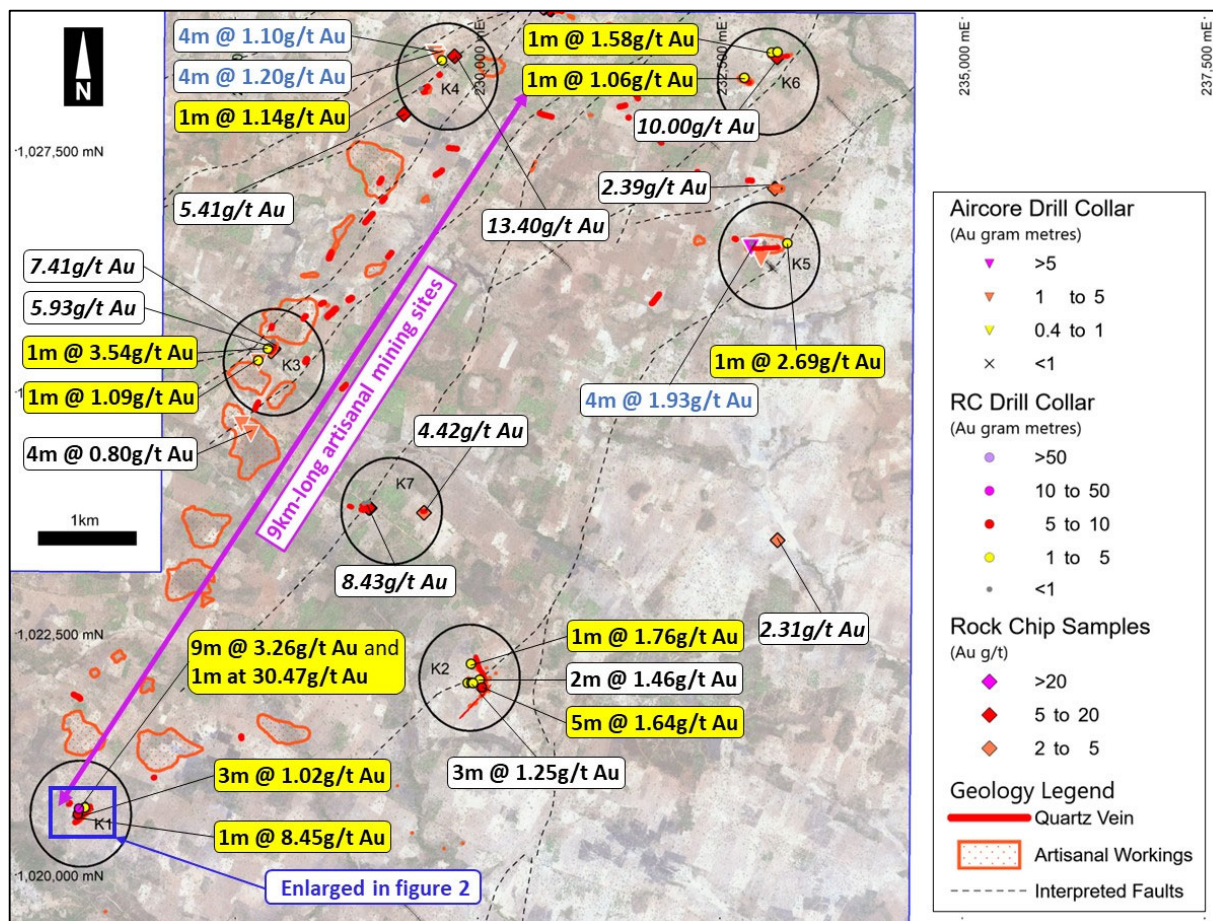 N
4m @ 1.10g/t Au
4m @ 1.20g/t Au
1m @ 1.14g/t Au
K4
230,000 mE
1m @ 1.58g/t Au
1m @ 1.06g/t Au
232,500 mE
K6
235,000 mE
237,500 mE
10.00g/t Au
1,027,500 mN
5.41g/t Au
13.40g/t Au
2.39g/t Au
K5
7.41g/t Au
5.93g/t Au
1m @ 3.54g/t Au
K3
1m @ 1.09g/t Au
4m @ 0.80g/t Au
1m @ 2.69g/t Au
4m @ 1.93g/t Au
9km-long artisanal mining sites
4.42g/t Au
K7
8.43g/t Au
2.31g/t Au
1km
1,022,500 mN
9m @ 3.26g/t Au and
1m at 30.47g/t Au
K2
1m @ 1.76g/t Au
2m @ 1.46g/t Au
5m @ 1.64g/t Au
3m @ 1.25g/t Au
3m @ 1.02g/t Au
K1
1m @ 8.45g/t Au
1,020,000 mN
Enlarged in figure 2
Aircore Drill Collar
(Au gram metres)
>5
1 to 5
0.4 to 1
<1
RC Drill Collar
(Au gram metres)
>50
10 to 50
5 to 10
1 to 5
<1
Rock Chip Samples
(Au g/t)
>20
5 to 20
2 to 5
Geology Legend
Quartz Vein
Artisanal Workings
Interpreted Faults